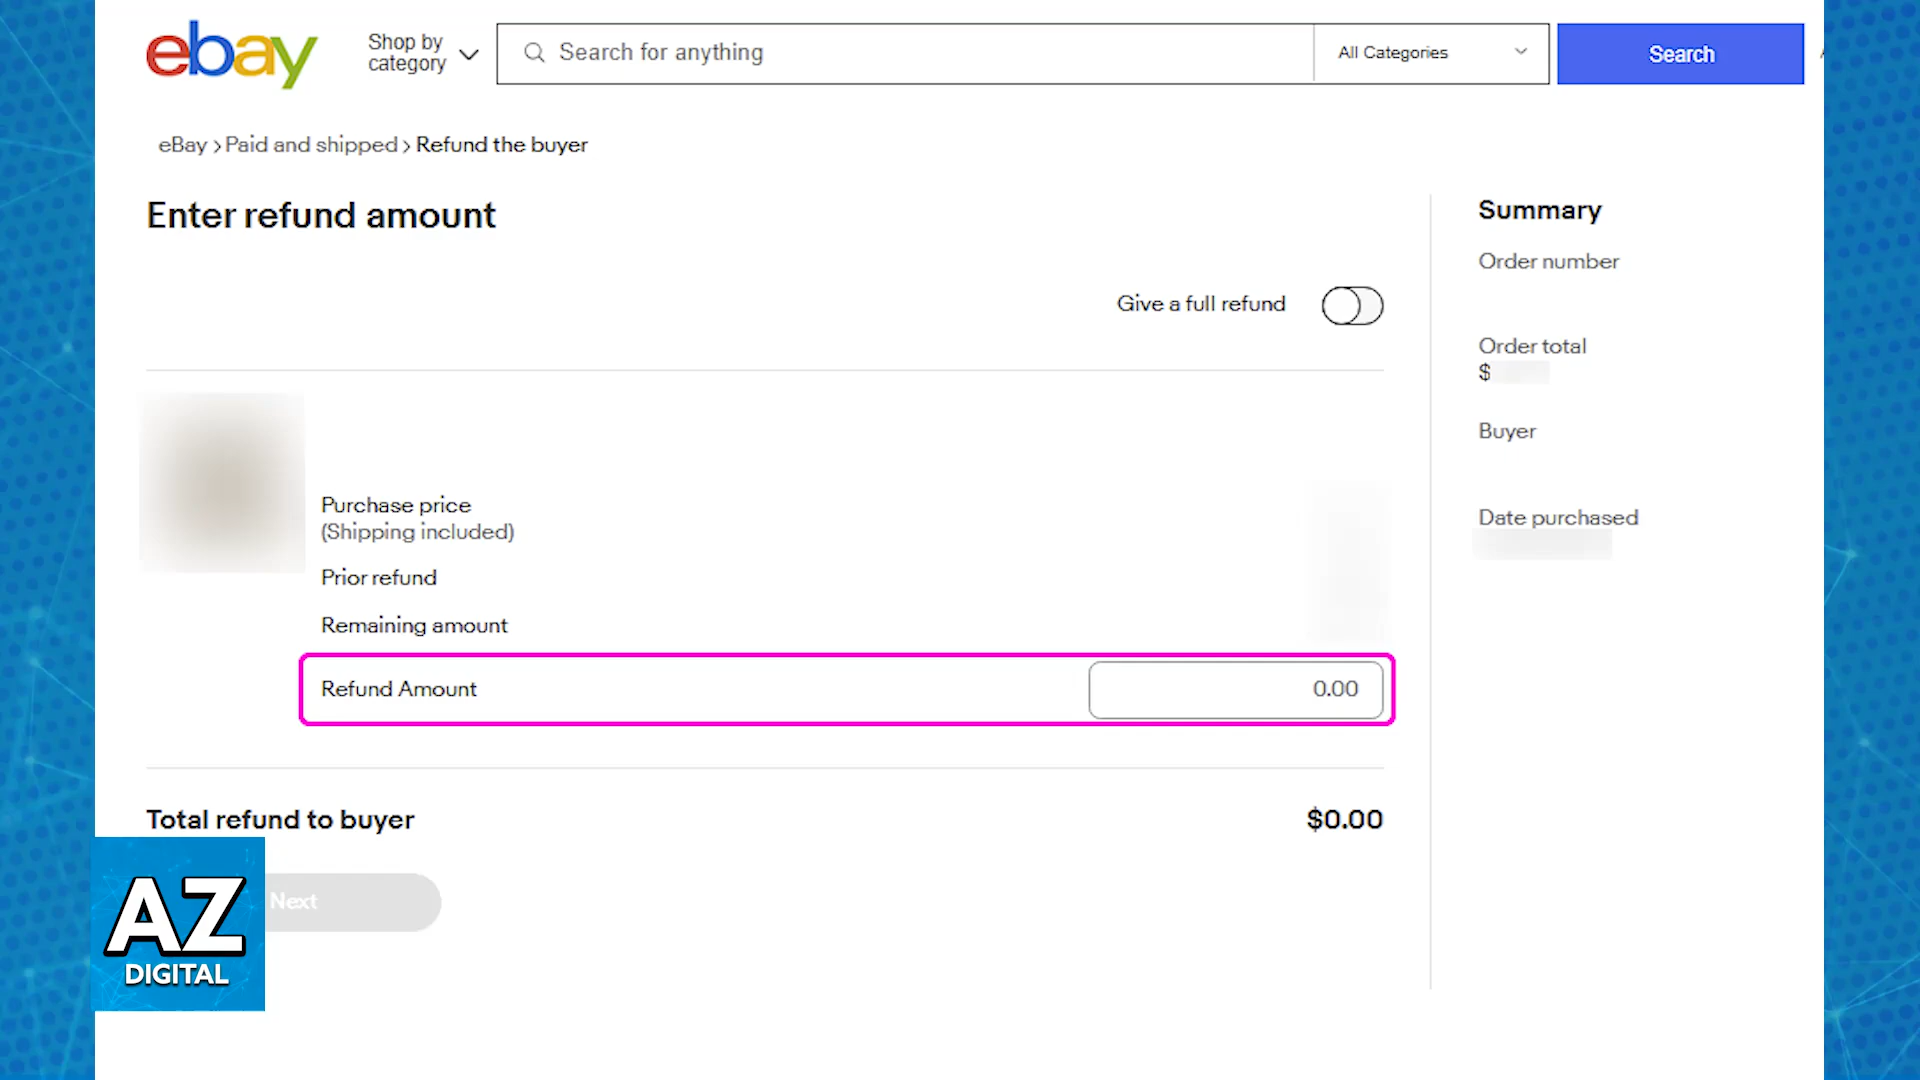 ebay
Shop by
category
Search for anything
All Categories
Search
eBay > Paid and shipped > Refund the buyer
Enter refund amount
Give a full refund
Summary
Order number
Order total
$
Buyer
Date purchased
Purchase price
(Shipping included)
Prior refund
Remaining amount
Refund Amount
0.00
Total refund to buyer
$0.00
Next
AZ
DIGITAL